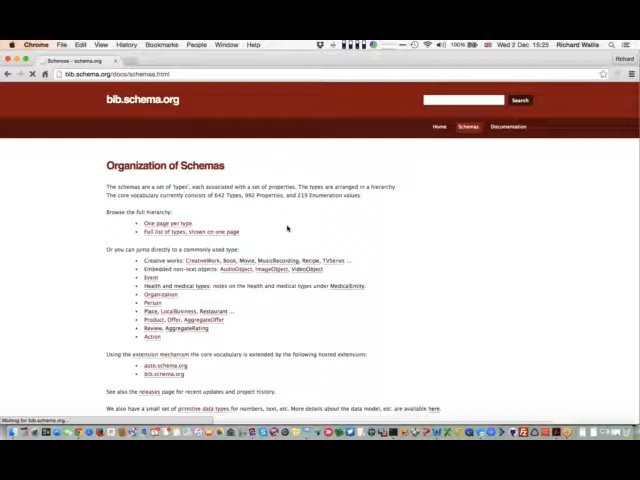 Chrome File Edit View History Bookmarks People Window Help 100% Wed 2 Dec 15:25 Richard Wallis
Schemas - schema.org Richard
bib.schema.org/docs/schemas.html
bib.schema.org Search
Home Schemas Documentation
Organization of Schemas
The schemas are a set of 'types', each associated with a set of properties. The types are arranged in a hierarchy.
The core vocabulary currently consists of 642 Types, 992 Properties, and 219 Enumeration values.
Browse the full hierarchy:
• One page per type
• Full list of types, shown on one page
Or you can jump directly to a commonly used type:
• Creative works: CreativeWork, Book, Movie, MusicRecording, Recipe, TVSeries ...
• Embedded non-text objects: AudioObject, ImageObject, VideoObject
• Event
• Health and medical types: notes on the health and medical types under MedicalEntity.
• Organization
• Person
• Place, LocalBusiness, Restaurant ...
• Product, Offer, AggregateOffer
• Review, AggregateRating
• Action
Using the extension mechanism the core vocabulary is extended by the following hosted extensions:
• auto.schema.org
• bib.schema.org
See also the releases page for recent updates and project history.
We also have a small set of primitive data types for numbers, text, etc. More details about the data model, etc. are available here.
Waiting for bib.schema.org...